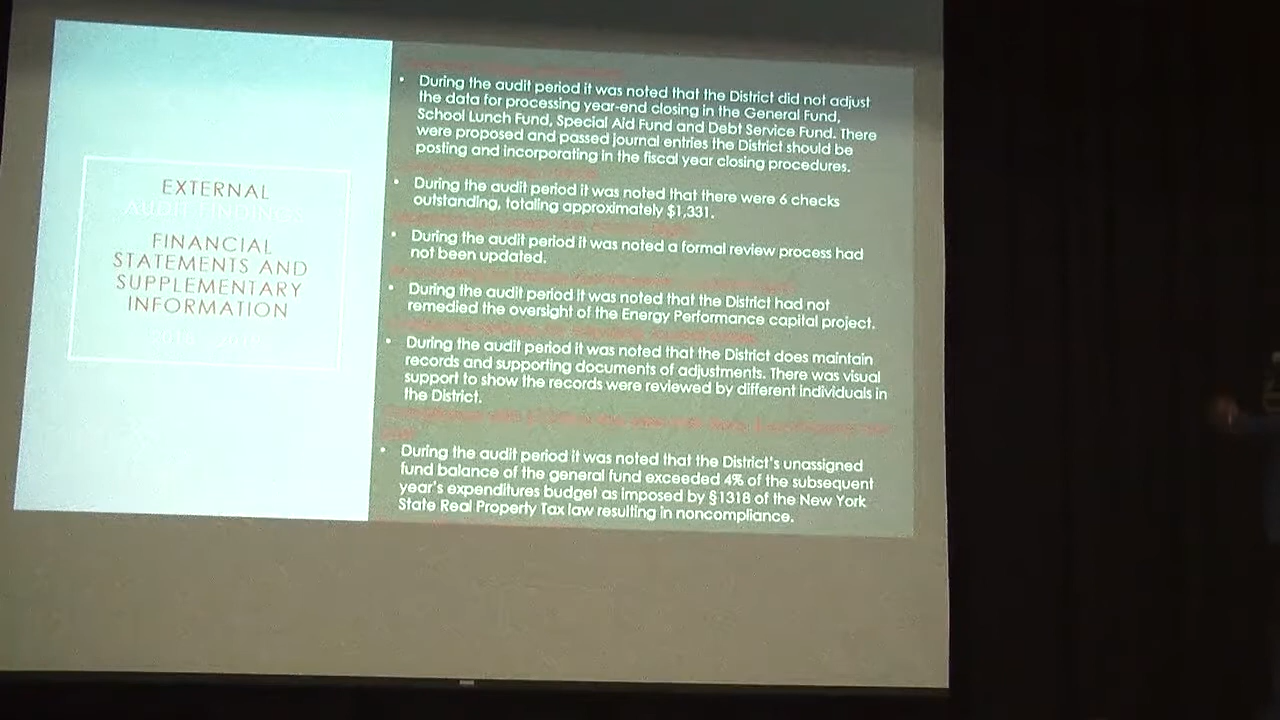 EXTERNAL
AUDIT FINDINGS
FINANCIAL
STATEMENTS AND
SUPPLEMENTARY
INFORMATION
• During the audit period it was noted that the District did not adjust
the data for processing year-end closing in the General Fund,
School Lunch Fund, Special Aid Fund and Debt Service Fund. There
were proposed and passed journal entries the District should be
posting and incorporating in the fiscal year closing procedures.
• During the audit period it was noted that there were 6 checks
outstanding, totaling approximately $1,331.
• During the audit period it was noted a formal review process had
not been updated.
• During the audit period it was noted that the District had not
remedied the oversight of the Energy Performance capital project.
• During the audit period it was noted that the District does maintain
records and supporting documents of adjustments. There was visual
support to show the records were reviewed by different individuals in
the District.
• During the audit period it was noted that the District's unassigned
fund balance of the general fund exceeded 4% of the subsequent
year's expenditures budget as imposed by §1318 of the New York
State Real Property Tax law resulting in noncompliance.